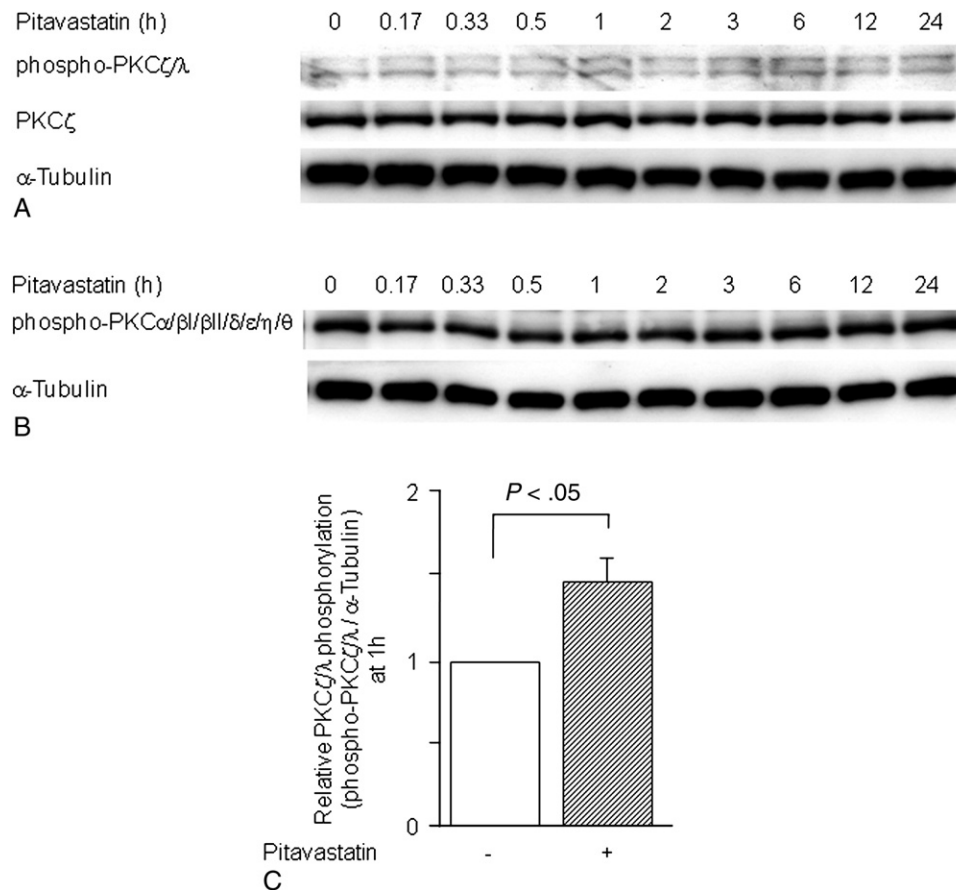 Pitavastatin (h) 0 0.17 0.33 0.5 1 2 3 6 12 24
phospho-PKCζ/λ
PKCζ
α-Tubulin
A
Pitavastatin (h) 0 0.17 0.33 0.5 1 2 3 6 12 24
phospho-PKCα/βI/βII/δ/ε/η/θ
α-Tubulin
B
Relative PKCζ/λ phosphorylation
(phospho-PKCζ/λ / α-Tubulin)
at 1h
2
P < .05
1
0
Pitavastatin - +
C